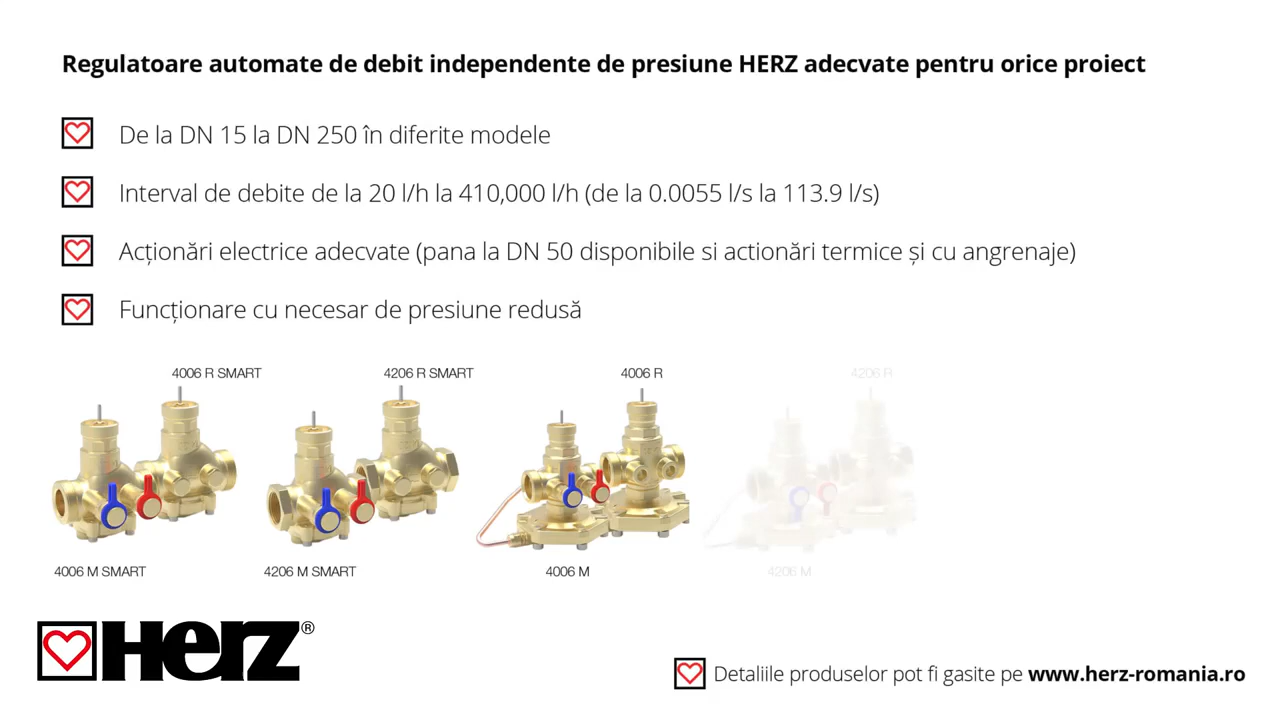 Regulatoare automate de debit independente de presiune HERZ adecvate pentru orice proiect
De la DN 15 la DN 250 în diferite modele
Interval de debite de la 20 l/h la 410,000 l/h (de la 0.0055 l/s la 113.9 l/s)
Acționări electrice adecvate (pana la DN 50 disponibile si actionări termice și cu angrenaje)
Funcționare cu necesar de presiune redusă
4006 R SMART 4206 R SMART 4006 R 4206 R
4006 M SMART 4206 M SMART 4006 M 4206 M
HERZ®
Detaliile produselor pot fi gasite pe www.herz-romania.ro